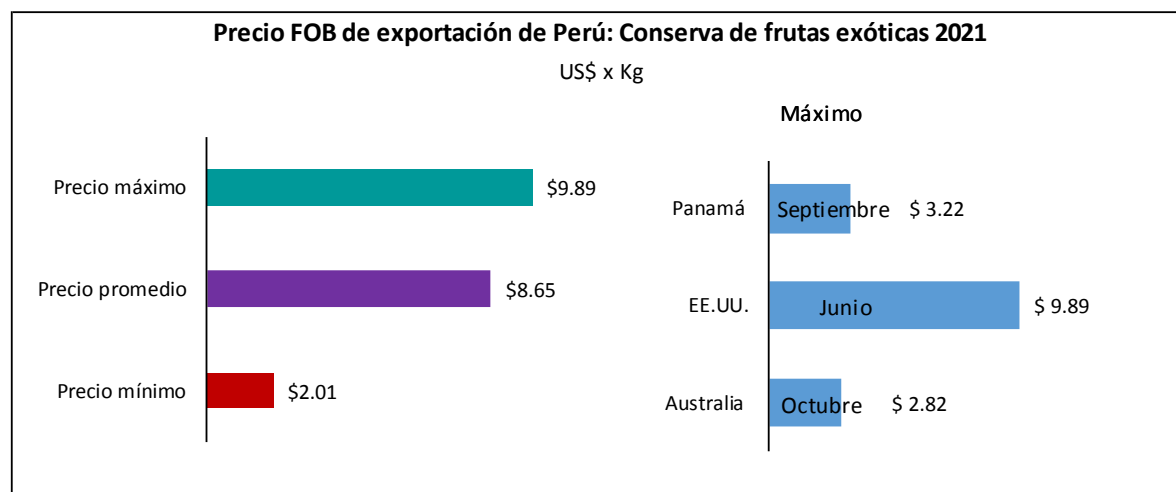 Precio FOB de exportación de Perú: Conserva de frutas exóticas 2021
US$ x Kg
Precio máximo $9.89
Precio promedio $8.65
Precio mínimo $2.01
Máximo
Panamá Septiembre $ 3.22
EE.UU. Junio $ 9.89
Australia Octubre $ 2.82